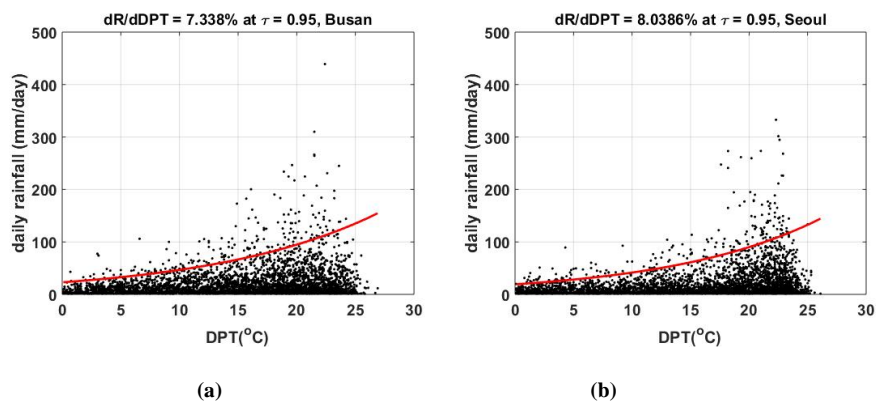 dR/dDPT = 7.338% at τ = 0.95, Busan
500
400
300
200
100
0
daily rainfall (mm/day)
0 5 10 15 20 25 30
DPT(°C)
(a)
dR/dDPT = 8.0386% at τ = 0.95, Seoul
500
400
300
200
100
0
daily rainfall (mm/day)
0 5 10 15 20 25 30
DPT(°C)
(b)